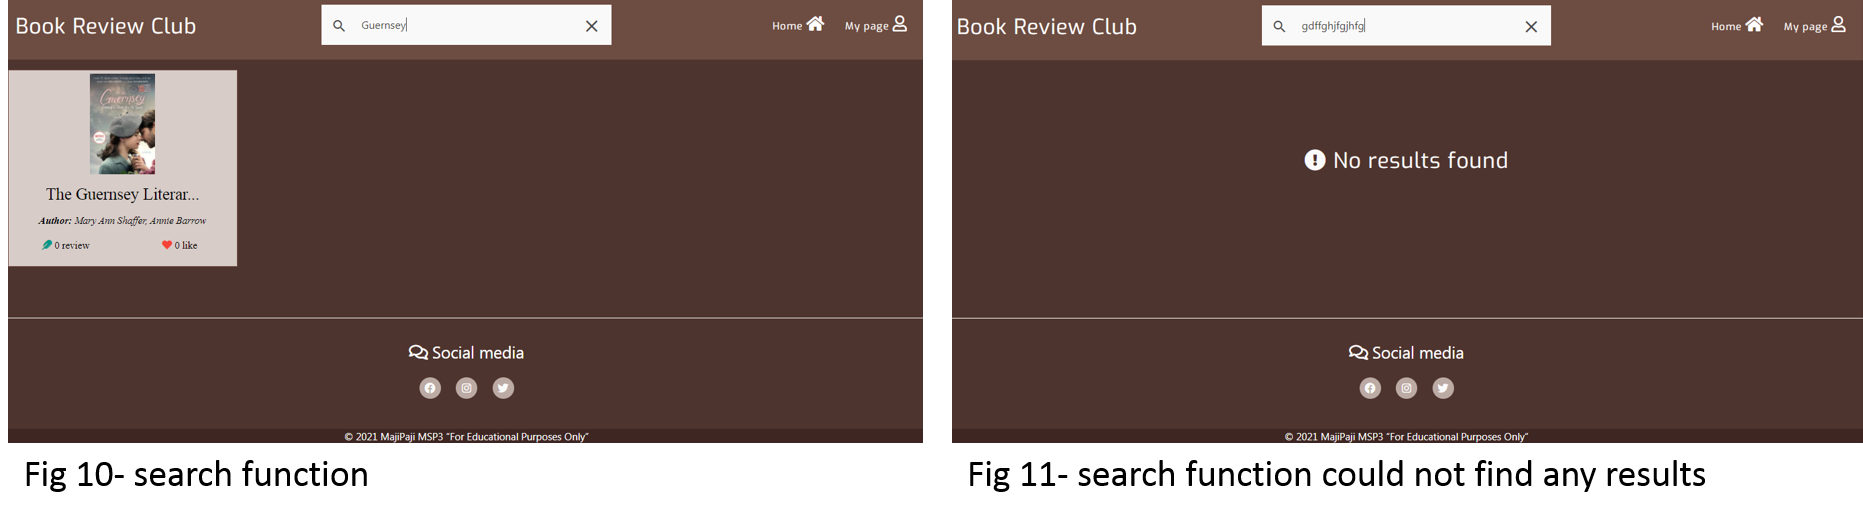 Book Review Club
Guernsey
Home
My page
Guernsey
The Guernsey Literar...
Author: Mary Ann Shaffer, Annie Barrow
0 review
0 like
Social media
© 2021 MajiPaji MSP3 “For Educational Purposes Only”
Fig 10- search function
Book Review Club
gdffghjfgjhfg
Home
My page
No results found
Social media
© 2021 MajiPaji MSP3 “For Educational Purposes Only”
Fig 11- search function could not find any results